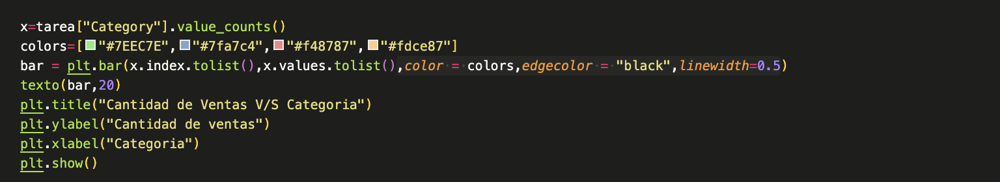 x=tarea["Category"].value_counts()
colors=["#7EEC7E","#7fa7c4","#f48787","#fdce87"]
bar = plt.bar(x.index.tolist(),x.values.tolist(),color = colors,edgecolor = "black",linewidth=0.5)
texto(bar,20)
plt.title("Cantidad de Ventas V/S Categoria")
plt.ylabel("Cantidad de ventas")
plt.xlabel("Categoria")
plt.show()